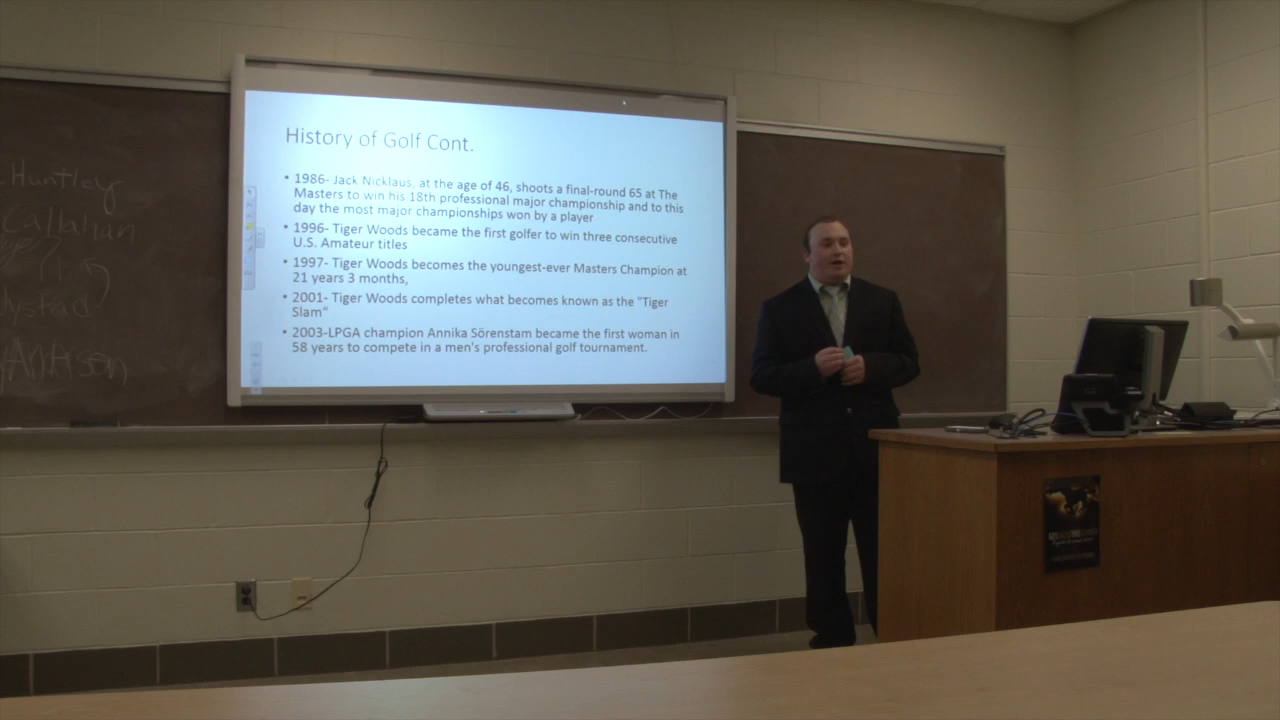 History of Golf Cont.
• 1986- Jack Nicklaus, at the age of 46, shoots a final-round 65 at The
Masters to win his 18th professional major championship and to this
day the most major championships won by a player
• 1996- Tiger Woods became the first golfer to win three consecutive
U.S. Amateur titles
• 1997- Tiger Woods becomes the youngest-ever Masters Champion at
21 years 3 months,
• 2001- Tiger Woods completes what becomes known as the "Tiger
Slam"
• 2003-LPGA champion Annika Sörenstam became the first woman in
58 years to compete in a men's professional golf tournament.
Huntley
Callahan
Anderson